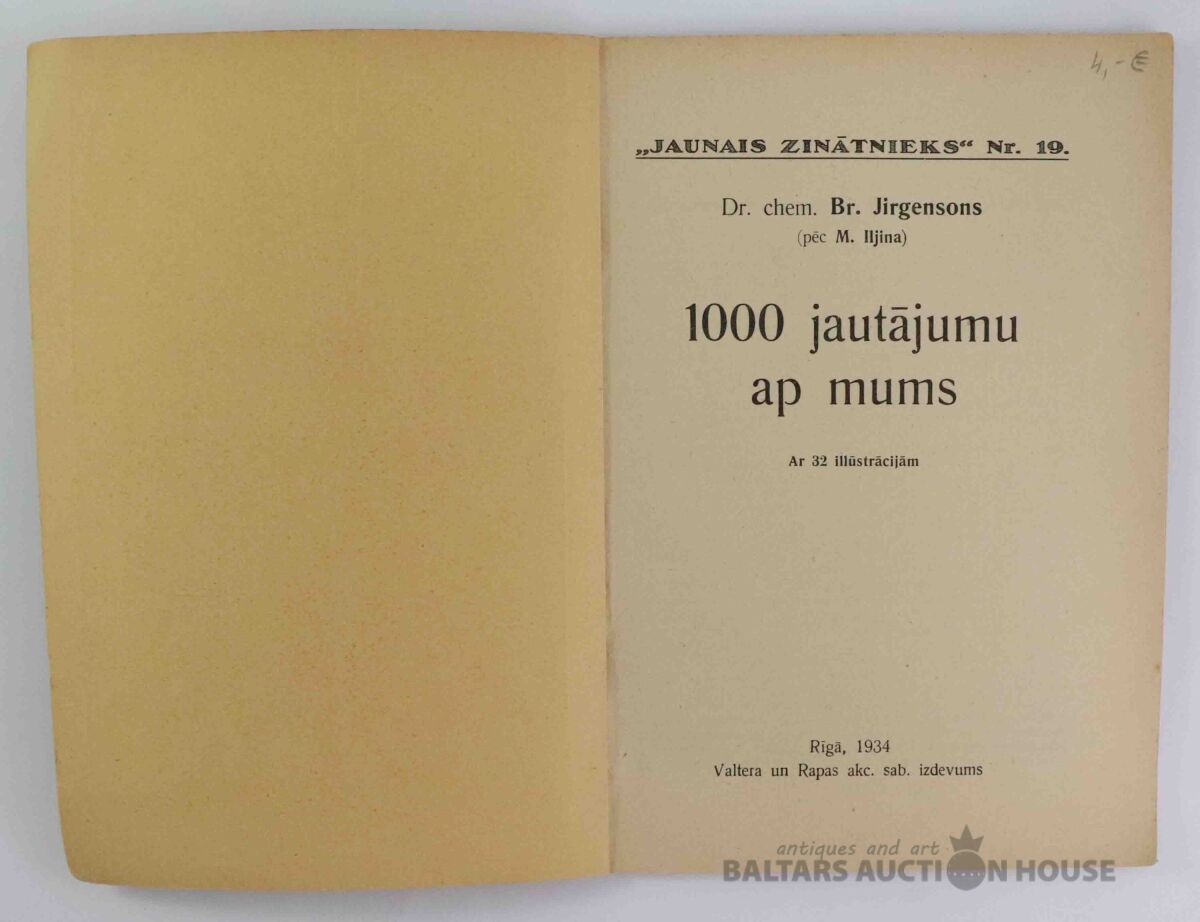 4,- €
„JAUNAIS ZINĀTNIEKS“ Nr. 19.
Dr. chem. Br. Jirgensons
(pēc M. Iljina)
1000 jautājumu
ap mums
Ar 32 illūstrācijām
Rīgā, 1934
Valtera un Rapas akc. sab. izdevums
antiques and art
BALTARS AUCTION HOUSE